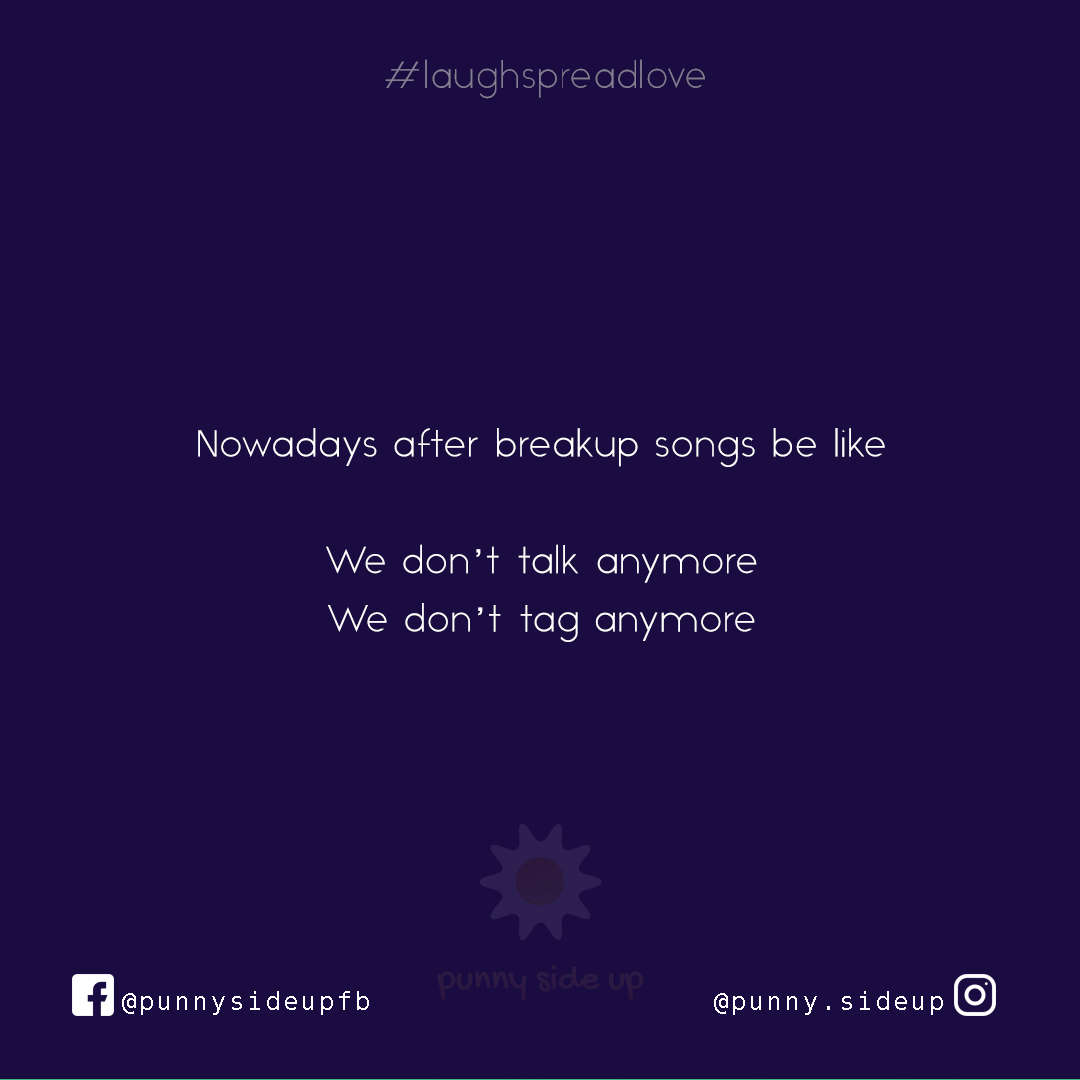 #laughspreadlove
Nowadays after breakup songs be like
We don't talk anymore
We don't tag anymore
punny side up
@punnysideupfb
@punny.sideup